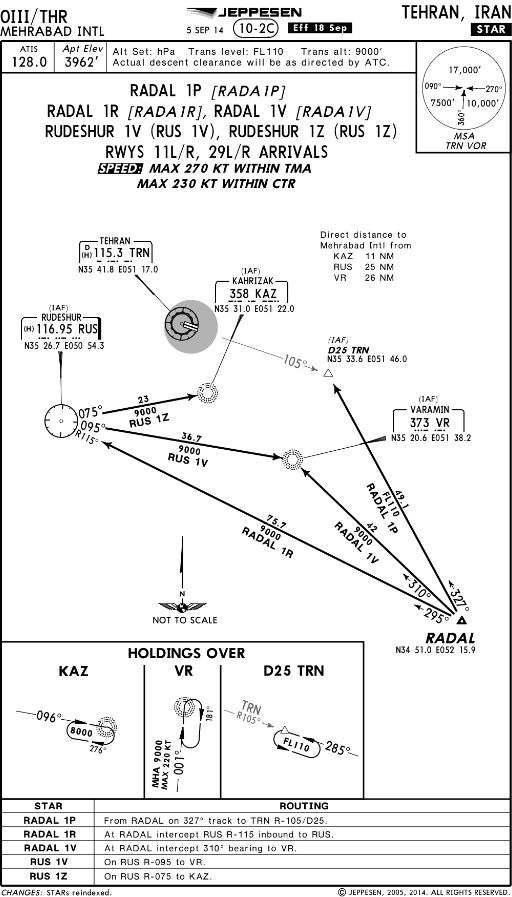 OIII/THR
MEHRABAD INTL
JEPPESEN
5 SEP 14 10-2C Eff 18 Sep
TEHRAN, IRAN
STAR
ATIS
128.0
Apt Elev
3962'
Alt Set: hPa Trans level: FL110 Trans alt: 9000'
Actual descent clearance will be as directed by ATC.
RADAL 1P [RADA1P]
RADAL 1R [RADA1R], RADAL 1V [RADA1V]
RUDESHUR 1V (RUS 1V), RUDESHUR 1Z (RUS 1Z)
RWYS 11L/R, 29L/R ARRIVALS
SPEED: MAX 270 KT WITHIN TMA
MAX 230 KT WITHIN CTR
17,000'
090°
270°
7500'
10,000'
360°
MSA
TRN VOR
Direct distance to
Mehrabad Intl from
KAZ 11 NM
RUS 25 NM
VR 26 NM
TEHRAN
D
(H) 115.3 TRN
N35 41.8 E051 17.0
(IAF)
KAHRIZAK
358 KAZ
N35 31.0 E051 22.0
(IAF)
RUDESHUR
(H) 116.95 RUS
N35 26.7 E050 54.3
(IAF)
D25 TRN
N35 33.6 E051 46.0
105°
(IAF)
VARAMIN
373 VR
N35 20.6 E051 38.2
075°
23
9000
RUS 1Z
095°
R115°
36.7
9000
RUS 1V
49.1
FL110
RADAL 1P
42
9000
RADAL 1V
75.7
9000
RADAL 1R
327°
310°
295°
RADAL
N34 51.0 E052 15.9
N
NOT TO SCALE
HOLDINGS OVER
KAZ
VR
D25 TRN
096°
8000
276°
MHA 9000
MAX 220 KT
001°
181°
TRN
R105°
FL110
285°
STAR ROUTING
RADAL 1P From RADAL on 327° track to TRN R-105/D25.
RADAL 1R At RADAL intercept RUS R-115 inbound to RUS.
RADAL 1V At RADAL intercept 310° bearing to VR.
RUS 1V On RUS R-095 to VR.
RUS 1Z On RUS R-075 to KAZ.
CHANGES: STARs reindexed.
© JEPPESEN, 2005, 2014. ALL RIGHTS RESERVED.